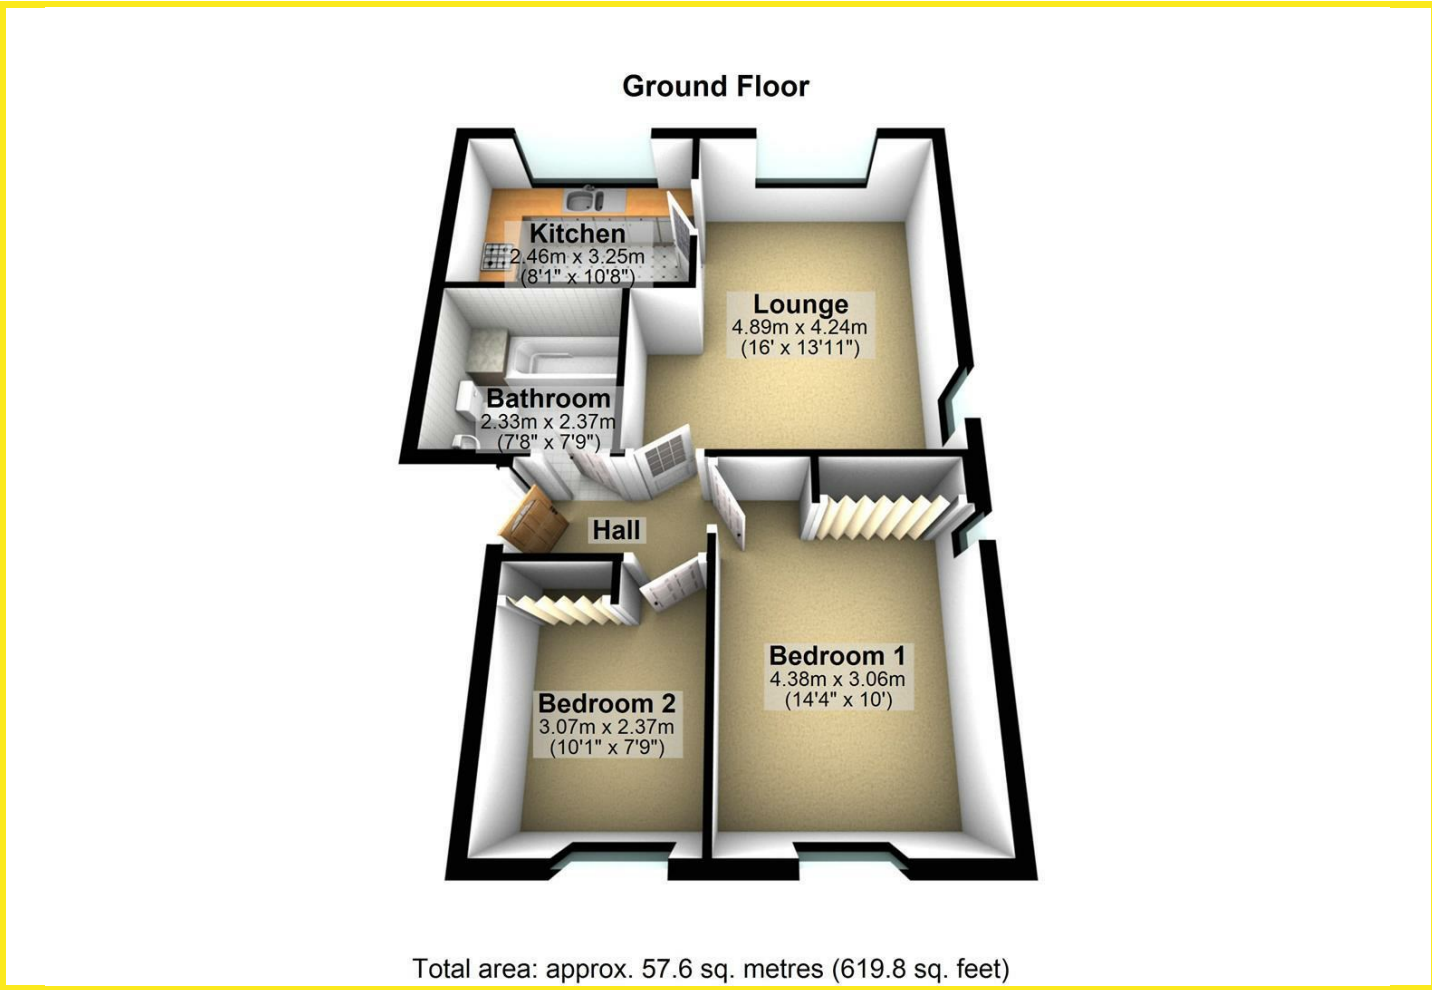 Ground Floor
Kitchen
2.46m x 3.25m
(8'1" x 10'8")
Lounge
4.89m x 4.24m
(16' x 13'11")
Bathroom
2.33m x 2.37m
(7'8" x 7'9")
Hall
Bedroom 1
4.38m x 3.06m
(14'4" x 10')
Bedroom 2
3.07m x 2.37m
(10'1" x 7'9")
Total area: approx. 57.6 sq. metres (619.8 sq. feet)